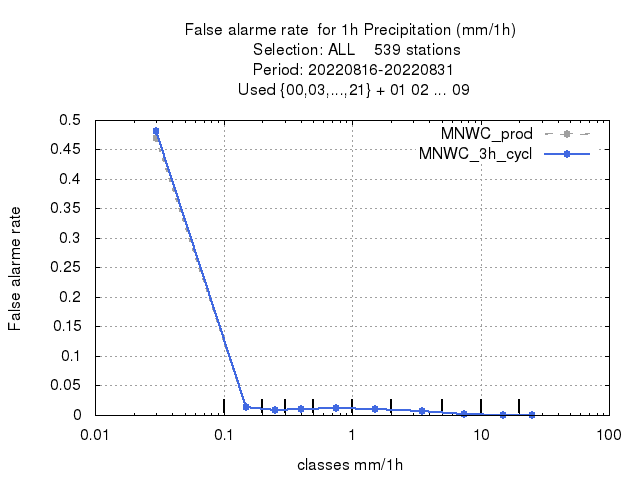 False alarme rate  for 1h Precipitation (mm/1h)
Selection: ALL    539 stations
Period: 20220816-20220831
Used {00,03,...,21} + 01 02 ... 09
MNWC_prod
MNWC_3h_cycl
0.5
0.45
0.4
0.35
0.3
0.25
0.2
0.15
0.1
0.05
0
False alarme rate
0.01 0.1 1 10 100
classes mm/1h